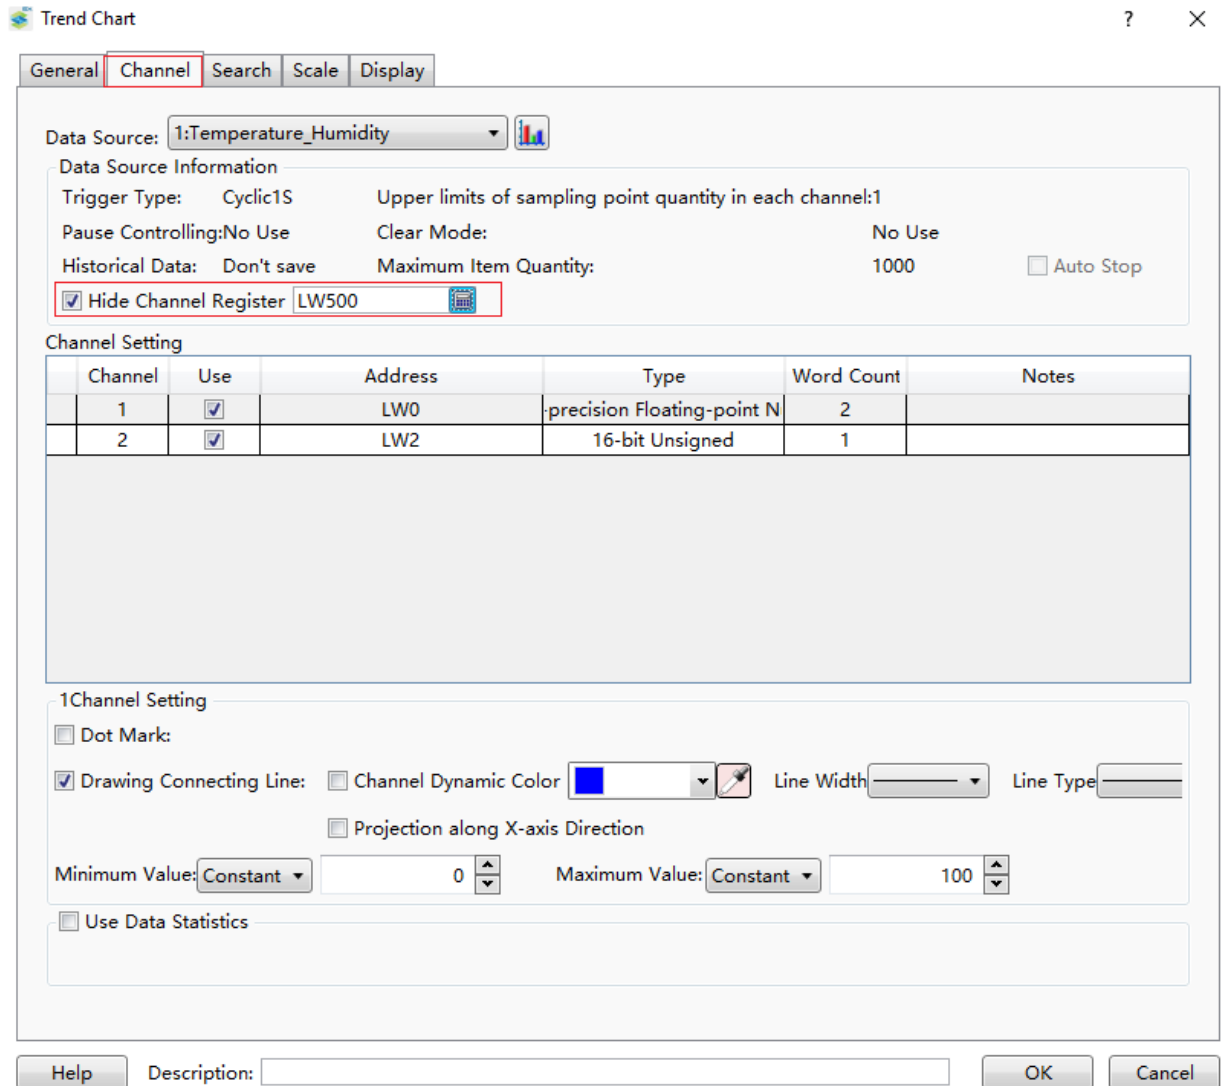 Trend Chart
?
General Channel Search Scale Display
Data Source: 1:Temperature_Humidity
Data Source Information
Trigger Type: Cyclic1S Upper limits of sampling point quantity in each channel:1
Pause Controlling:No Use Clear Mode: No Use
Historical Data: Don't save Maximum Item Quantity: 1000 Auto Stop
Hide Channel Register LW500
Channel Setting
Channel Use Address Type Word Count Notes
1 LW0 -precision Floating-point N 2
2 LW2 16-bit Unsigned 1
1Channel Setting
Dot Mark:
Drawing Connecting Line: Channel Dynamic Color Line Width Line Type
Projection along X-axis Direction
Minimum Value: Constant 0 Maximum Value: Constant 100
Use Data Statistics
Help Description: OK Cancel